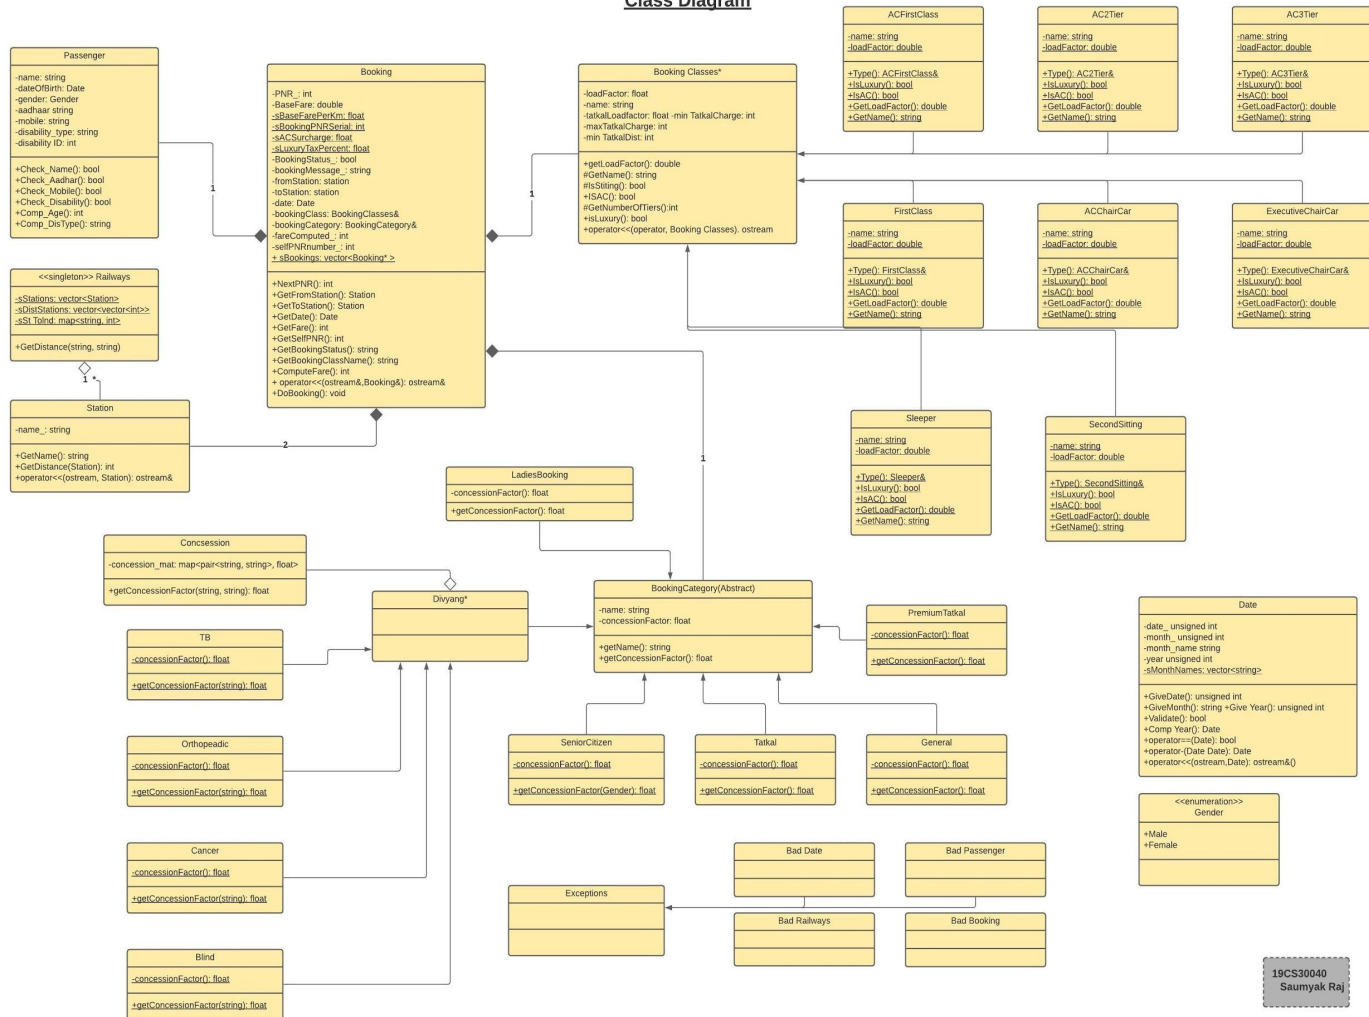 Class Diagram
Passenger
-name: string
-dateOfBirth: Date
-gender: Gender
-aadhaar string
-mobile: string
-disability_type: string
-disability ID: int
+Check_Name(): bool
+Check_Aadhar(): bool
+Check_Mobile(): bool
+Check_Disability(): bool
+Comp_Age(): int
+Comp_DisType(): string
1
<<singleton>> Railways
-sStations: vector<Station>
-sDistStations: vector<vector<int>>
-sSt ToInd: map<string, int>
+GetDistance(string, string)
1 *
Station
-name_: string
+GetName(): string
+GetDistance(Station): int
+operator<<(ostream, Station): ostream&
2
Booking
-PNR_: int
-BaseFare: double
-sBaseFarePerKm: float
-sBookingPNRSerial: int
-sACSurcharge: float
-sLuxuryTaxPercent: float
-BookingStatus_: bool
-bookingMessage_: string
-fromStation: station
-toStation: station
-date: Date
-bookingClass: BookingClasses&
-bookingCategory: BookingCategory&
-fareComputed_: int
-selfPNRnumber_: int
+ sBookings: vector<Booking* >
+NextPNR(): int
+GetFromStation(): Station
+GetToStation(): Station
+GetDate(): Date
+GetFare(): int
+GetSelfPNR(): int
+GetBookingStatus(): string
+GetBookingClassName(): string
+ComputeFare(): int
+ operator<<(ostream&,Booking&): ostream&
+DoBooking(): void
1
Booking Classes*
-loadFactor: float
-name: string
-tatkalLoadfactor: float -min TatkalCharge: int
-maxTatkalCharge: int
-min TatkalDist: int
+getLoadFactor(): double
#GetName(): string
#IsStiting(): bool
+ISAC(): bool
#GetNumberOfTiers():int
+isLuxury(): bool
+operator<<(operator, Booking Classes). ostream
ACFirstClass
-name: string
-loadFactor: double
+Type(): ACFirstClass&
+IsLuxury(): bool
+IsAC(): bool
+GetLoadFactor(): double
+GetName(): string
AC2Tier
-name: string
-loadFactor: double
+Type(): AC2Tier&
+IsLuxury(): bool
+IsAC(): bool
+GetLoadFactor(): double
+GetName(): string
AC3Tier
-name: string
-loadFactor: double
+Type(): AC3Tier&
+IsLuxury(): bool
+IsAC(): bool
+GetLoadFactor(): double
+GetName(): string
FirstClass
-name: string
-loadFactor: double
+Type(): FirstClass&
+IsLuxury(): bool
+IsAC(): bool
+GetLoadFactor(): double
+GetName(): string
ACChairCar
-name: string
-loadFactor: double
+Type(): ACChairCar&
+IsLuxury(): bool
+IsAC(): bool
+GetLoadFactor(): double
+GetName(): string
ExecutiveChairCar
-name: string
-loadFactor: double
+Type(): ExecutiveChairCar&
+IsLuxury(): bool
+IsAC(): bool
+GetLoadFactor(): double
+GetName(): string
Sleeper
-name: string
-loadFactor: double
+Type(): Sleeper&
+IsLuxury(): bool
+IsAC(): bool
+GetLoadFactor(): double
+GetName(): string
SecondSitting
-name: string
-loadFactor: double
+Type(): SecondSitting&
+IsLuxury(): bool
+IsAC(): bool
+GetLoadFactor(): double
+GetName(): string
1
LadiesBooking
-concessionFactor(): float
+getConcessionFactor(): float
Concsession
-concession_mat: map<pair<string, string>, float>
+getConcessionFactor(string, string): float
Divyang*
BookingCategory(Abstract)
-name: string
-concessionFactor: float
+getName(): string
+getConcessionFactor(): float
PremiumTatkal
-concessionFactor(): float
+getConcessionFactor(): float
TB
-concessionFactor(): float
+getConcessionFactor(string): float
Orthopeadic
-concessionFactor(): float
+getConcessionFactor(string): float
Cancer
-concessionFactor(): float
+getConcessionFactor(string): float
Blind
-concessionFactor(): float
+getConcessionFactor(string): float
SeniorCitizen
-concessionFactor(): float
+getConcessionFactor(Gender): float
Tatkal
-concessionFactor(): float
+getConcessionFactor(): float
General
-concessionFactor(): float
+getConcessionFactor(): float
Date
-date_ unsigned int
-month_ unsigned int
-month_name string
-year unsigned int
-sMonthNames: vector<string>
+GiveDate(): unsigned int
+GiveMonth(): string +Give Year(): unsigned int
+Validate(): bool
+Comp Year(): Date
+operator==(Date): bool
+operator-(Date Date): Date
+operator<<(ostream,Date): ostream&()
<<enumeration>>
Gender
+Male
+Female
Exceptions
Bad Date
Bad Passenger
Bad Railways
Bad Booking
19CS30040
Saumyak Raj